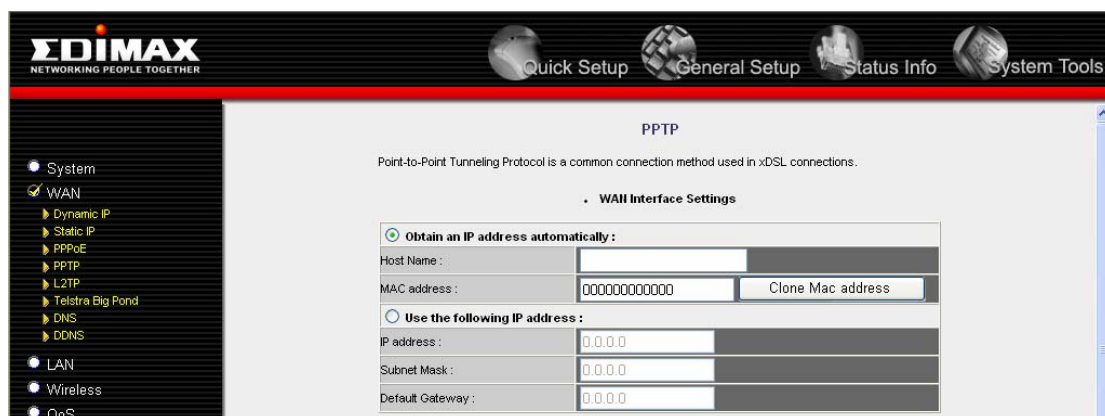 EDIMAX
NETWORKING PEOPLE TOGETHER
Quick Setup
General Setup
Status Info
System Tools
System
WAN
Dynamic IP
Static IP
PPPoE
PPTP
L2TP
Telstra Big Pond
DNS
DDNS
LAN
Wireless
QoS
PPTP
Point-to-Point Tunneling Protocol is a common connection method used in xDSL connections.
. WAN Interface Settings
Obtain an IP address automatically :
Host Name :
MAC address : 000000000000 Clone Mac address
Use the following IP address :
IP address : 0.0.0.0
Subnet Mask : 0.0.0.0
Default Gateway : 0.0.0.0